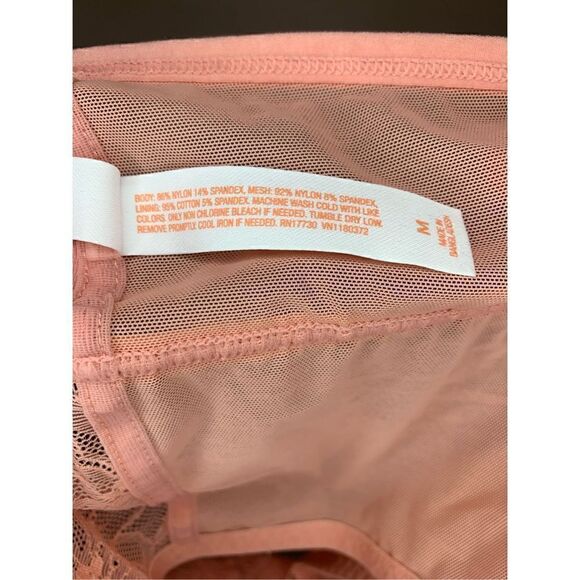 BODY: 86% NYLON 14% SPANDEX, MESH: 92% NYLON 8% SPANDEX,
LINING: 95% COTTON 5% SPANDEX. MACHINE WASH COLD WITH LIKE
COLORS. ONLY NON CHLORINE BLEACH IF NEEDED. TUMBLE DRY LOW.
REMOVE PROMPTLY. COOL IRON IF NEEDED. RN17730 VN1180372
M
MADE IN
BANGLADESH